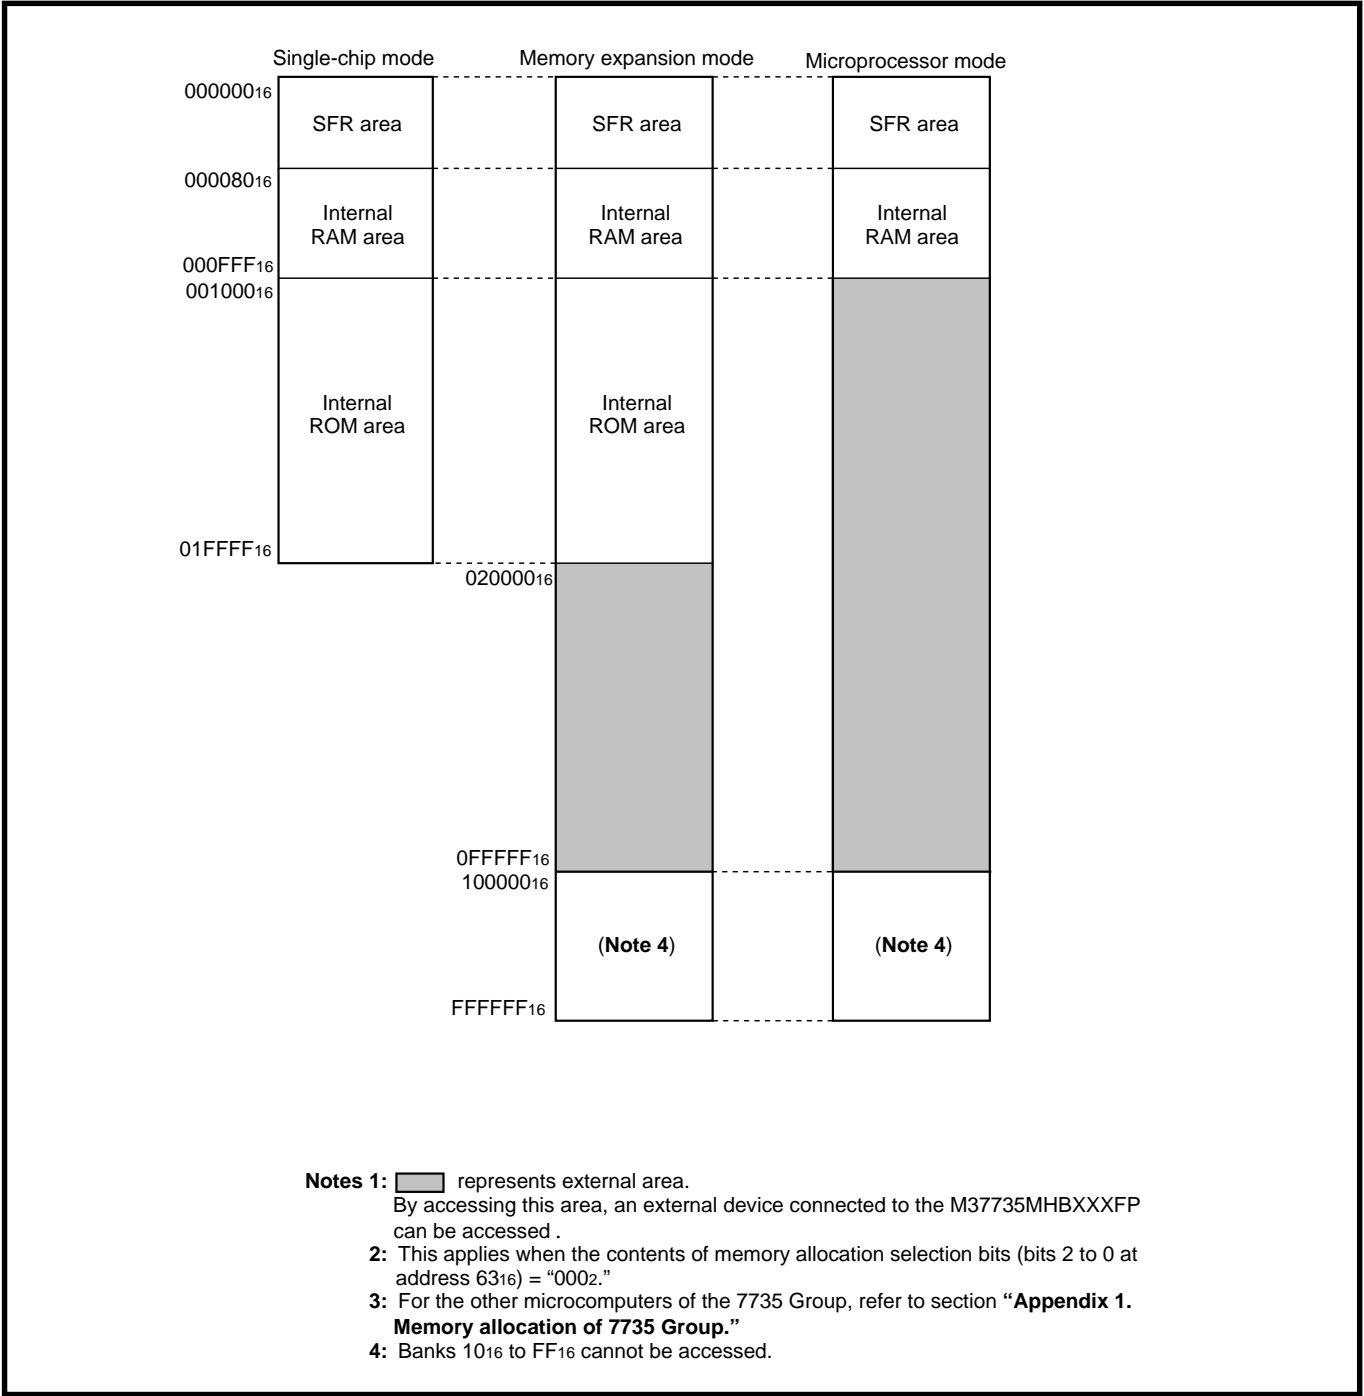 Single-chip mode Memory expansion mode Microprocessor mode
000000₁₆
SFR area SFR area SFR area
000080₁₆
Internal Internal Internal
RAM area RAM area RAM area
000FFF₁₆
001000₁₆
Internal Internal
ROM area ROM area
01FFFF₁₆
020000₁₆
0FFFFF₁₆
100000₁₆
(Note 4) (Note 4)
FFFFFF₁₆
Notes 1: represents external area.
By accessing this area, an external device connected to the M37735MHBXXXFP
can be accessed .
2: This applies when the contents of memory allocation selection bits (bits 2 to 0 at
address 63₁₆) = “000₂.”
3: For the other microcomputers of the 7735 Group, refer to section “Appendix 1.
Memory allocation of 7735 Group.”
4: Banks 10₁₆ to FF₁₆ cannot be accessed.